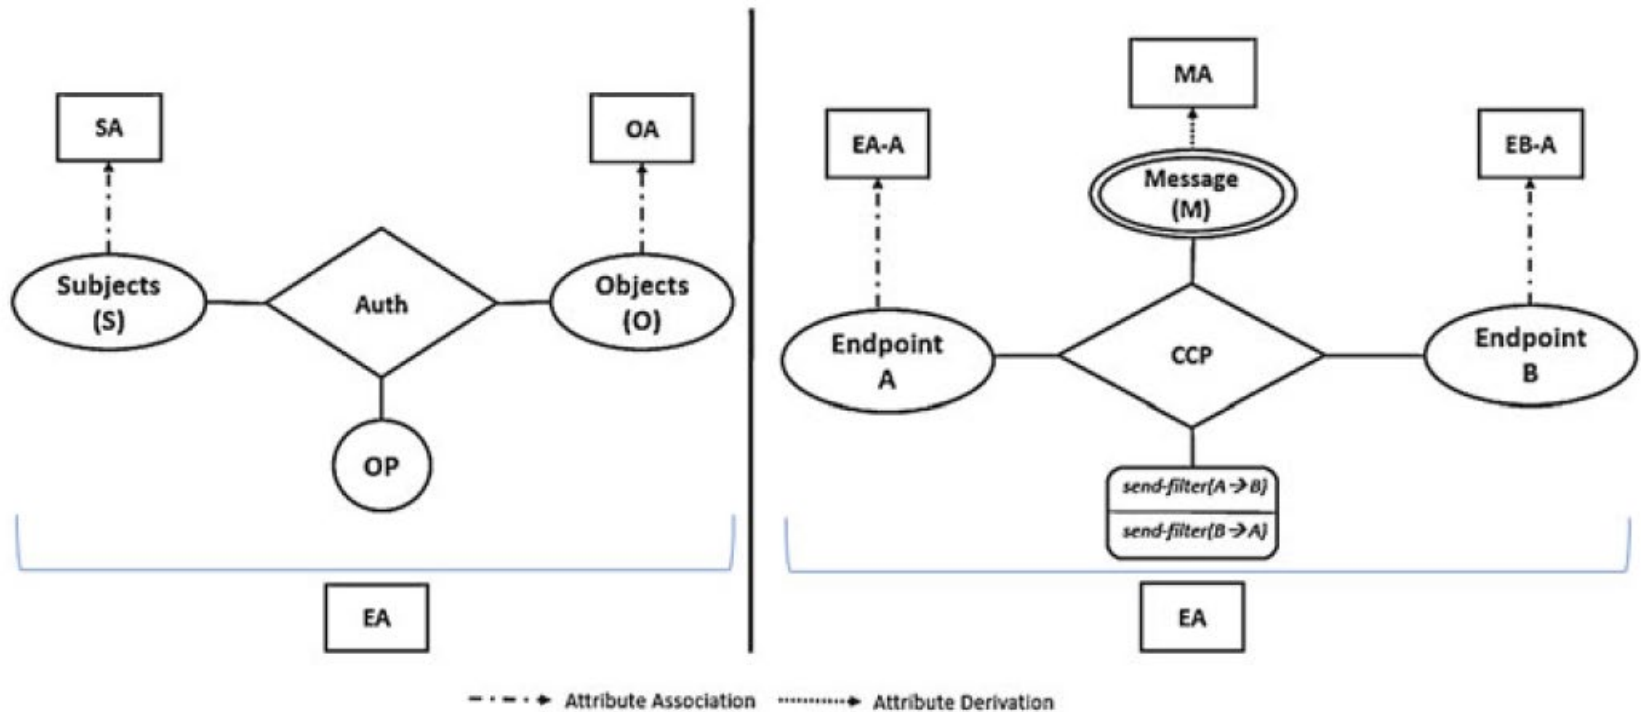 SA
OA
Subjects
(S)
Auth
Objects
(O)
OP
EA
MA
EA-A
Message
(M)
EB-A
Endpoint
A
CCP
Endpoint
B
send-filter(A→B)
send-filter(B→A)
EA
Attribute Association
Attribute Derivation